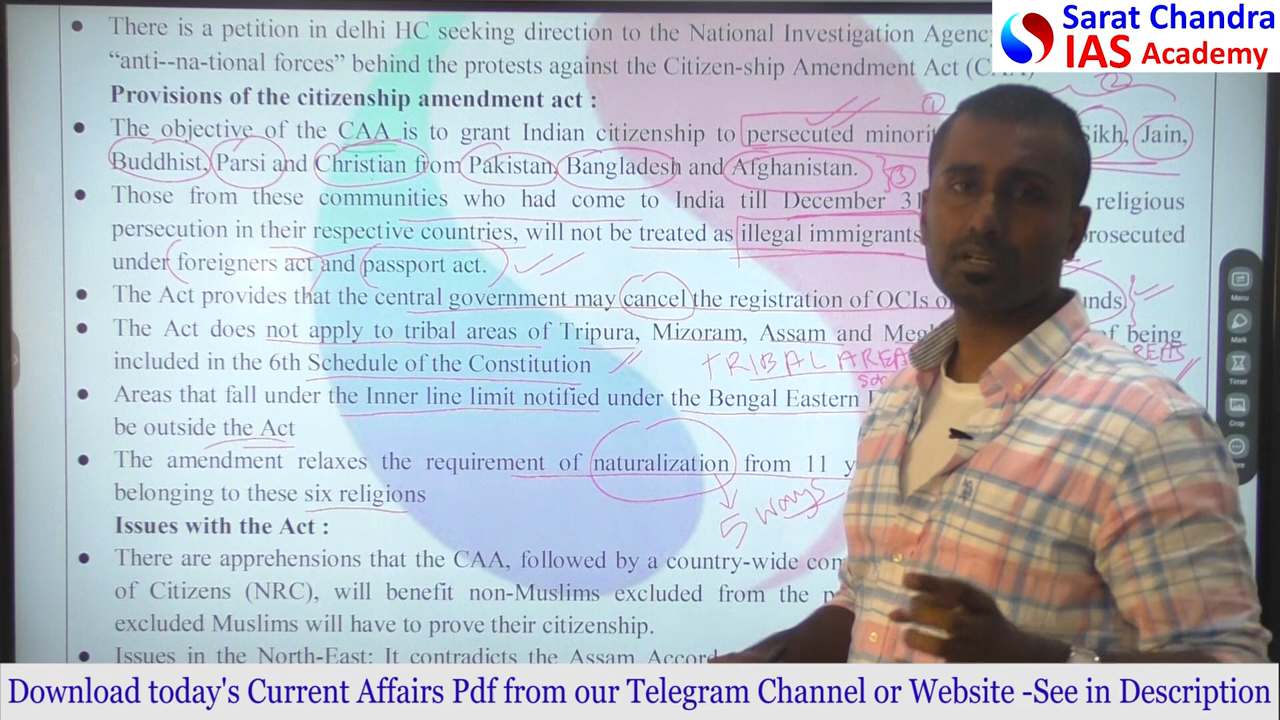 Sarat Chandra
IAS Academy
There is a petition in delhi HC seeking direction to the National Investigation
“anti--na-tional forces” behind the protests against the Citizen-ship Amendment Act
Provisions of the citizenship amendment act :
The objective of the CAA is to grant Indian citizenship to persecuted Sikh, Jain,
Buddhist, Parsi and Christian from Pakistan, Bangladesh and Afghanistan.
Those from these communities who had come to India till December 31 religious
persecution in their respective countries, will not be treated as illegal immigrants
under foreigners act and passport act.
The Act provides that the central government may cancel the registration of OCIs
The Act does not apply to tribal areas of Tripura, Mizoram, Assam and of being
included in the 6th Schedule of the Constitution
TRIBAL AREAS
Areas that fall under the Inner line limit notified under the Bengal Eastern
be outside the Act
The amendment relaxes the requirement of naturalization from 11
belonging to these six religions
5 ways
Issues with the Act :
There are apprehensions that the CAA, followed by a country-wide
of Citizens (NRC), will benefit non-Muslims excluded from the
excluded Muslims will have to prove their citizenship.
Issues in the North-East: It contradicts the Assam Accord
Menu
Mark
Timer
Crop
Download today's Current Affairs Pdf from our Telegram Channel or Website -See in Description